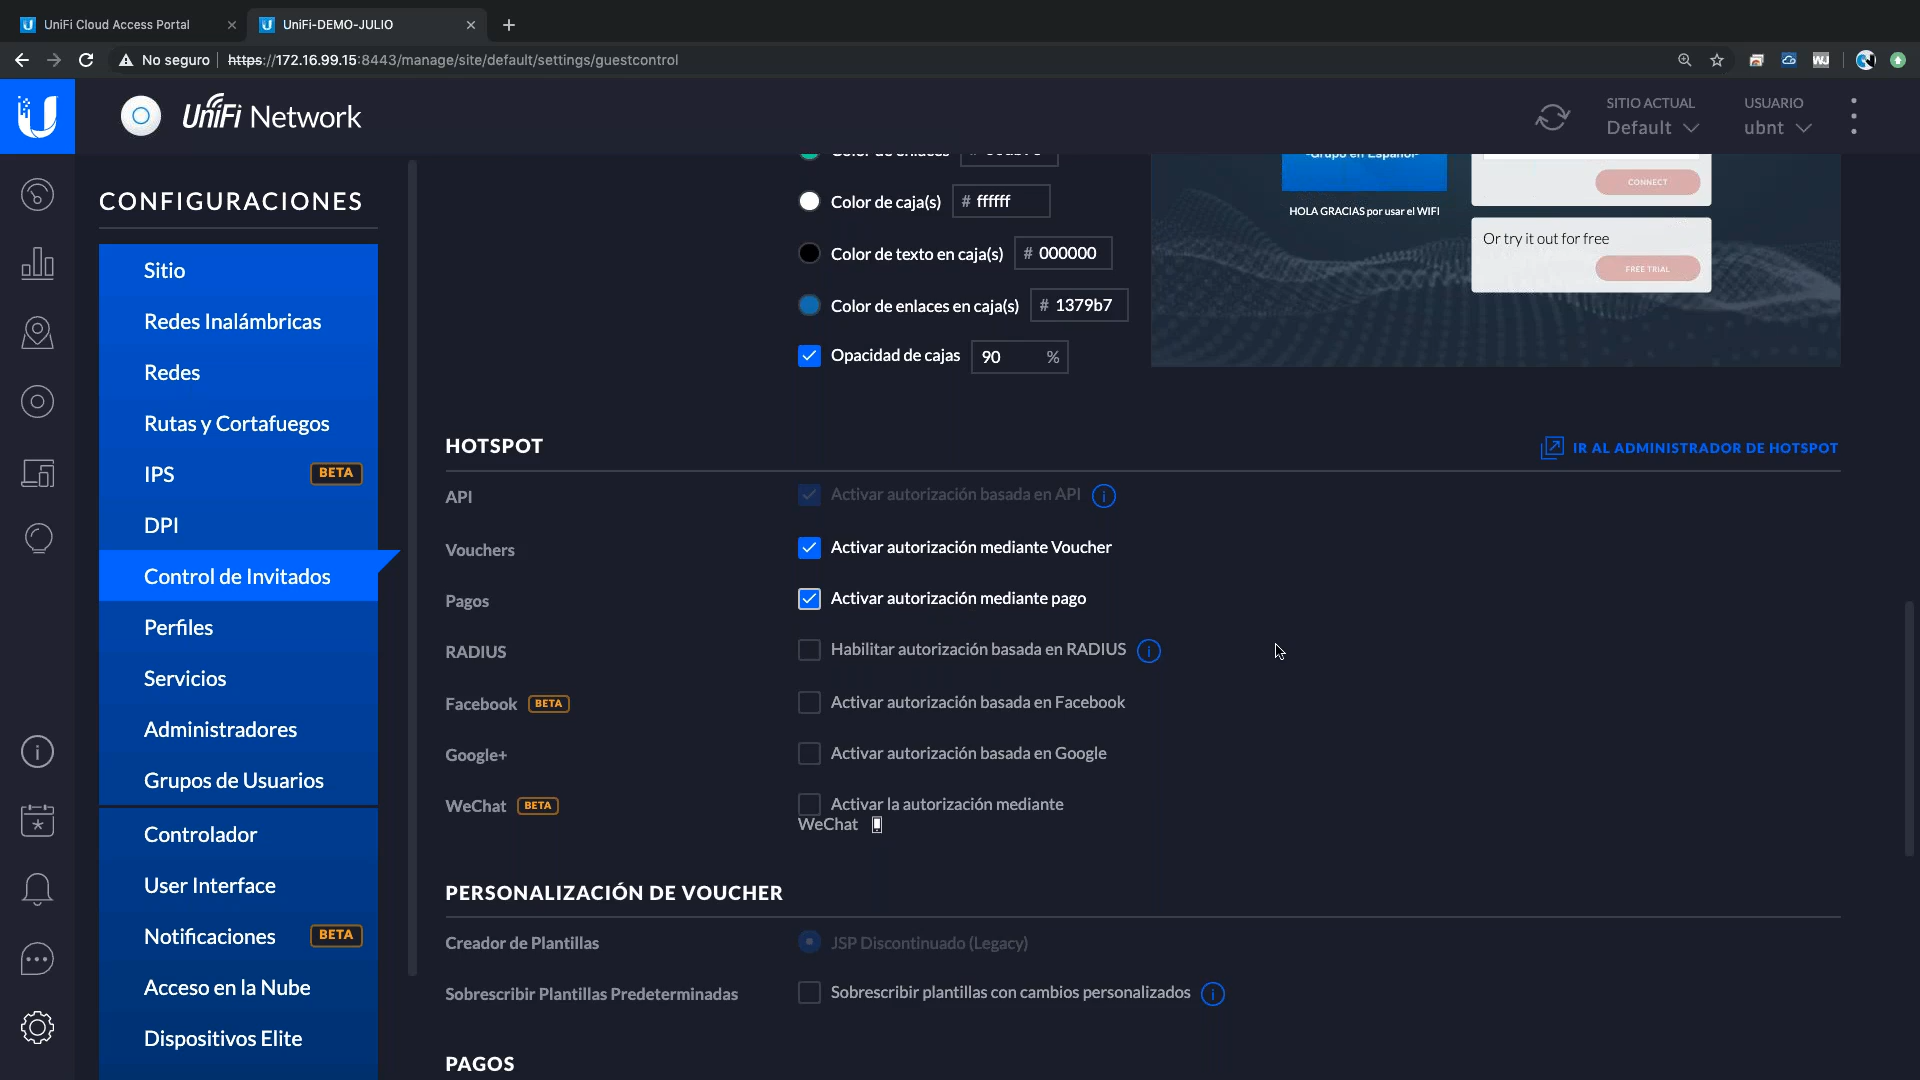 UniFi Cloud Access Portal
UniFi-DEMO-JULIO
No seguro
https://172.16.99.15:8443/manage/site/default/settings/guestcontrol
UniFi Network
SITIO ACTUAL
Default
USUARIO
ubnt
CONFIGURACIONES
Sitio
Redes Inalámbricas
Redes
Rutas y Cortafuegos
IPS BETA
DPI
Control de Invitados
Perfiles
Servicios
Administradores
Grupos de Usuarios
Controlador
User Interface
Notificaciones BETA
Acceso en la Nube
Dispositivos Elite
Color de enlaces
Color de caja(s) # ffffff
Color de texto en caja(s) # 000000
Color de enlaces en caja(s) # 1379b7
Opacidad de cajas 90 %
-Grupo en Español-
HOLA GRACIAS por usar el WIFI
CONNECT
Or try it out for free
FREE TRIAL
HOTSPOT
IR AL ADMINISTRADOR DE HOTSPOT
API Activar autorización basada en API
Vouchers Activar autorización mediante Voucher
Pagos Activar autorización mediante pago
RADIUS Habilitar autorización basada en RADIUS
Facebook BETA Activar autorización basada en Facebook
Google+ Activar autorización basada en Google
WeChat BETA Activar la autorización mediante
WeChat
PERSONALIZACIÓN DE VOUCHER
Creador de Plantillas JSP Discontinuado (Legacy)
Sobrescribir Plantillas Predeterminadas Sobrescribir plantillas con cambios personalizados
PAGOS